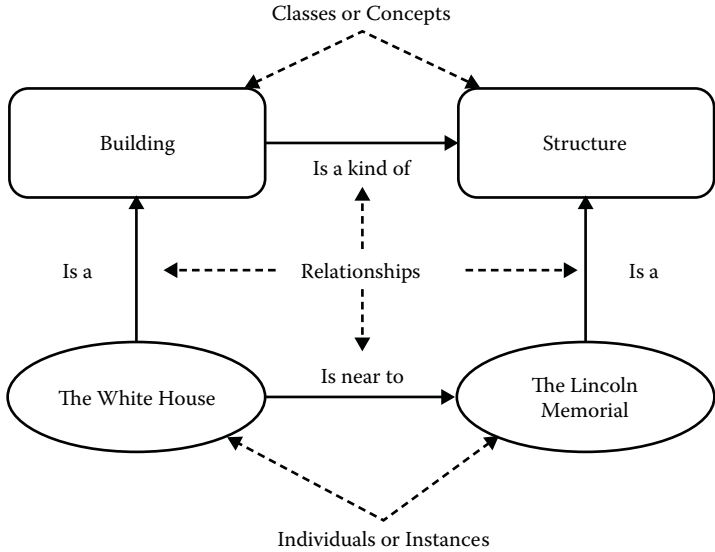 Classes or Concepts
Building
Structure
Is a kind of
Is a
Relationships
Is a
Is near to
The White House
The Lincoln
Memorial
Individuals or Instances